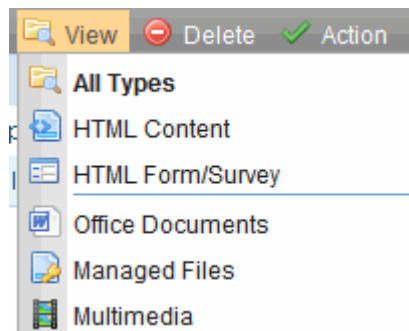 View Delete Action
All Types
HTML Content
HTML Form/Survey
Office Documents
Managed Files
Multimedia